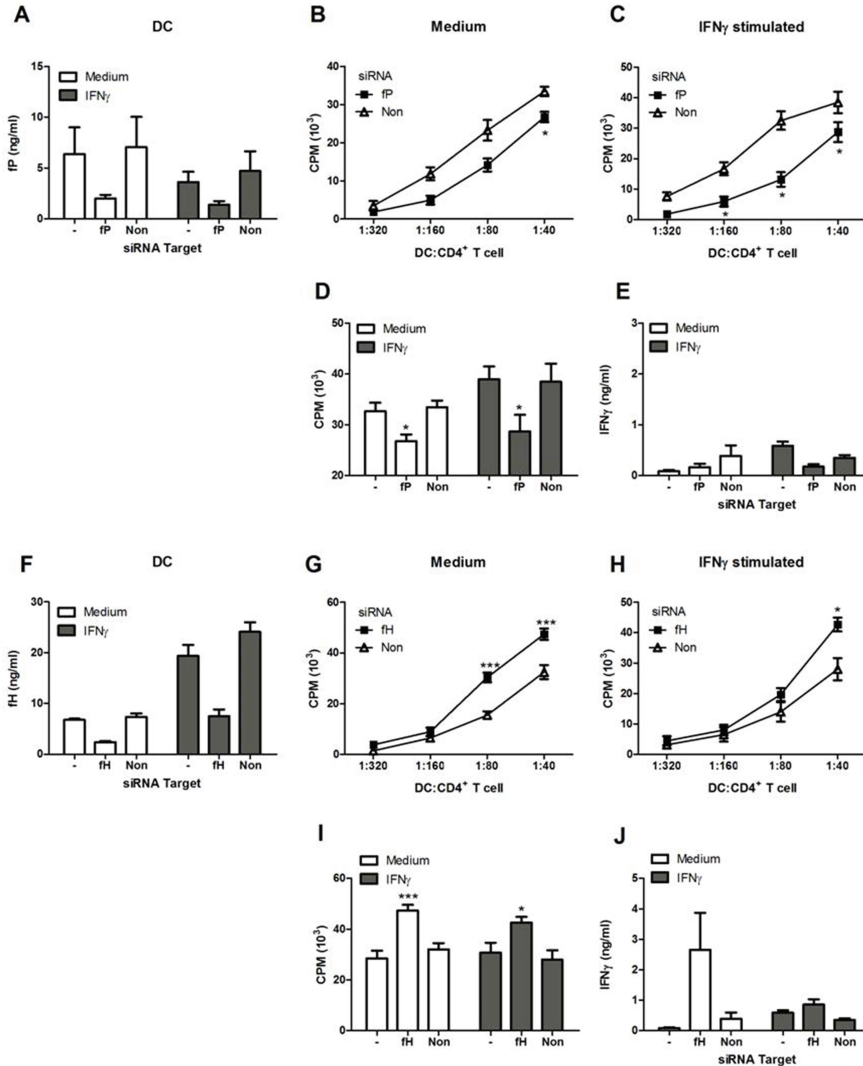 A
DC
Medium
IFNγ
fP (ng/ml)
15
10
5
0
- fP Non - fP Non
siRNA Target
B
Medium
siRNA
fP
Non
CPM (10³)
40
30
20
10
0
*
1:320 1:160 1:80 1:40
DC:CD4⁺ T cell
C
IFNγ stimulated
siRNA
fP
Non
CPM (10³)
50
40
30
20
10
0
* * *
1:320 1:160 1:80 1:40
DC:CD4⁺ T cell
D
Medium
IFNγ
CPM (10³)
50
40
30
20
* *
- fP Non - fP Non
E
Medium
IFNγ
IFNγ (ng/ml)
3
2
1
0
- fP Non - fP Non
siRNA Target
F
DC
Medium
IFNγ
fH (ng/ml)
30
20
10
0
- fH Non - fH Non
siRNA Target
G
Medium
siRNA
fH
Non
CPM (10³)
60
40
20
0
*** ***
1:320 1:160 1:80 1:40
DC:CD4⁺ T cell
H
IFNγ stimulated
siRNA
fH
Non
CPM (10³)
50
40
30
20
10
0
*
1:320 1:160 1:80 1:40
DC:CD4⁺ T cell
I
Medium
IFNγ
CPM (10³)
60
40
20
0
*** *
- fH Non - fH Non
J
Medium
IFNγ
IFNγ (ng/ml)
5
4
3
2
1
0
- fH Non - fH Non
siRNA Target